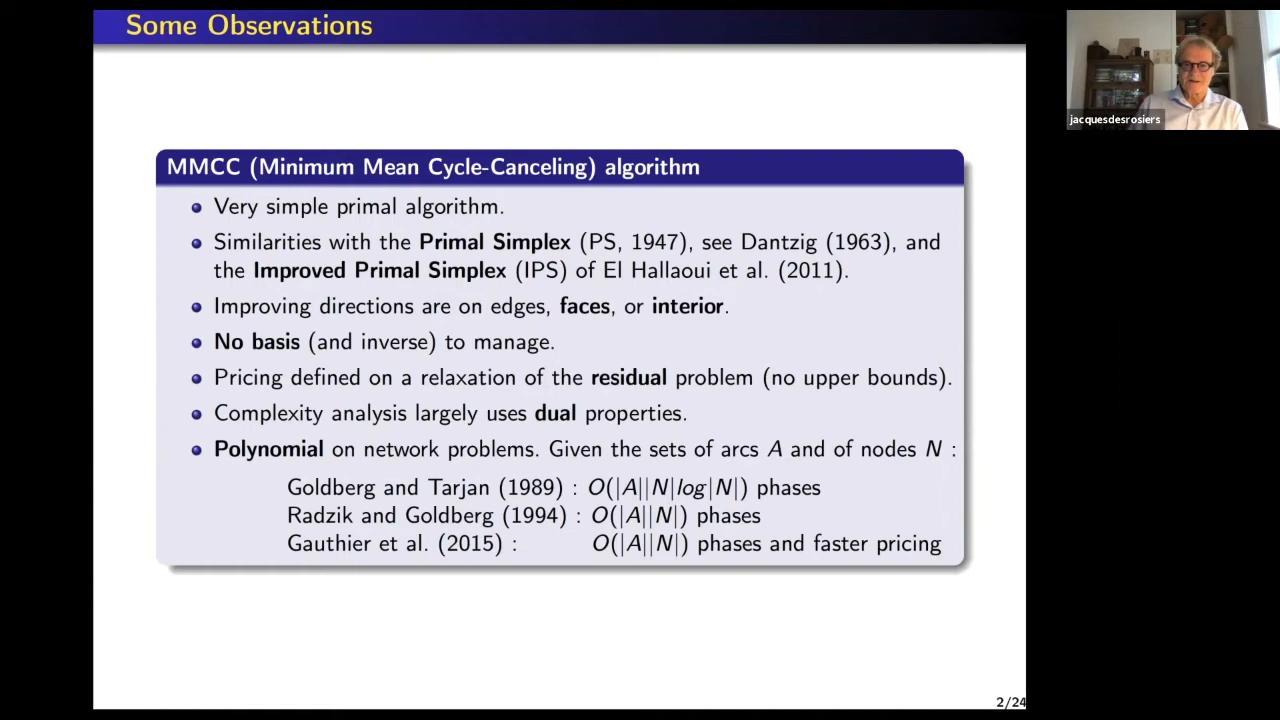 Some Observations
jacquesdesrosiers
MMCC (Minimum Mean Cycle-Canceling) algorithm
Very simple primal algorithm.
Similarities with the Primal Simplex (PS, 1947), see Dantzig (1963), and
the Improved Primal Simplex (IPS) of El Hallaoui et al. (2011).
Improving directions are on edges, faces, or interior.
No basis (and inverse) to manage.
Pricing defined on a relaxation of the residual problem (no upper bounds).
Complexity analysis largely uses dual properties.
Polynomial on network problems. Given the sets of arcs A and of nodes N :
Goldberg and Tarjan (1989) : O(|A||N|log|N|) phases
Radzik and Goldberg (1994) : O(|A||N|) phases
Gauthier et al. (2015) : O(|A||N|) phases and faster pricing
2/24